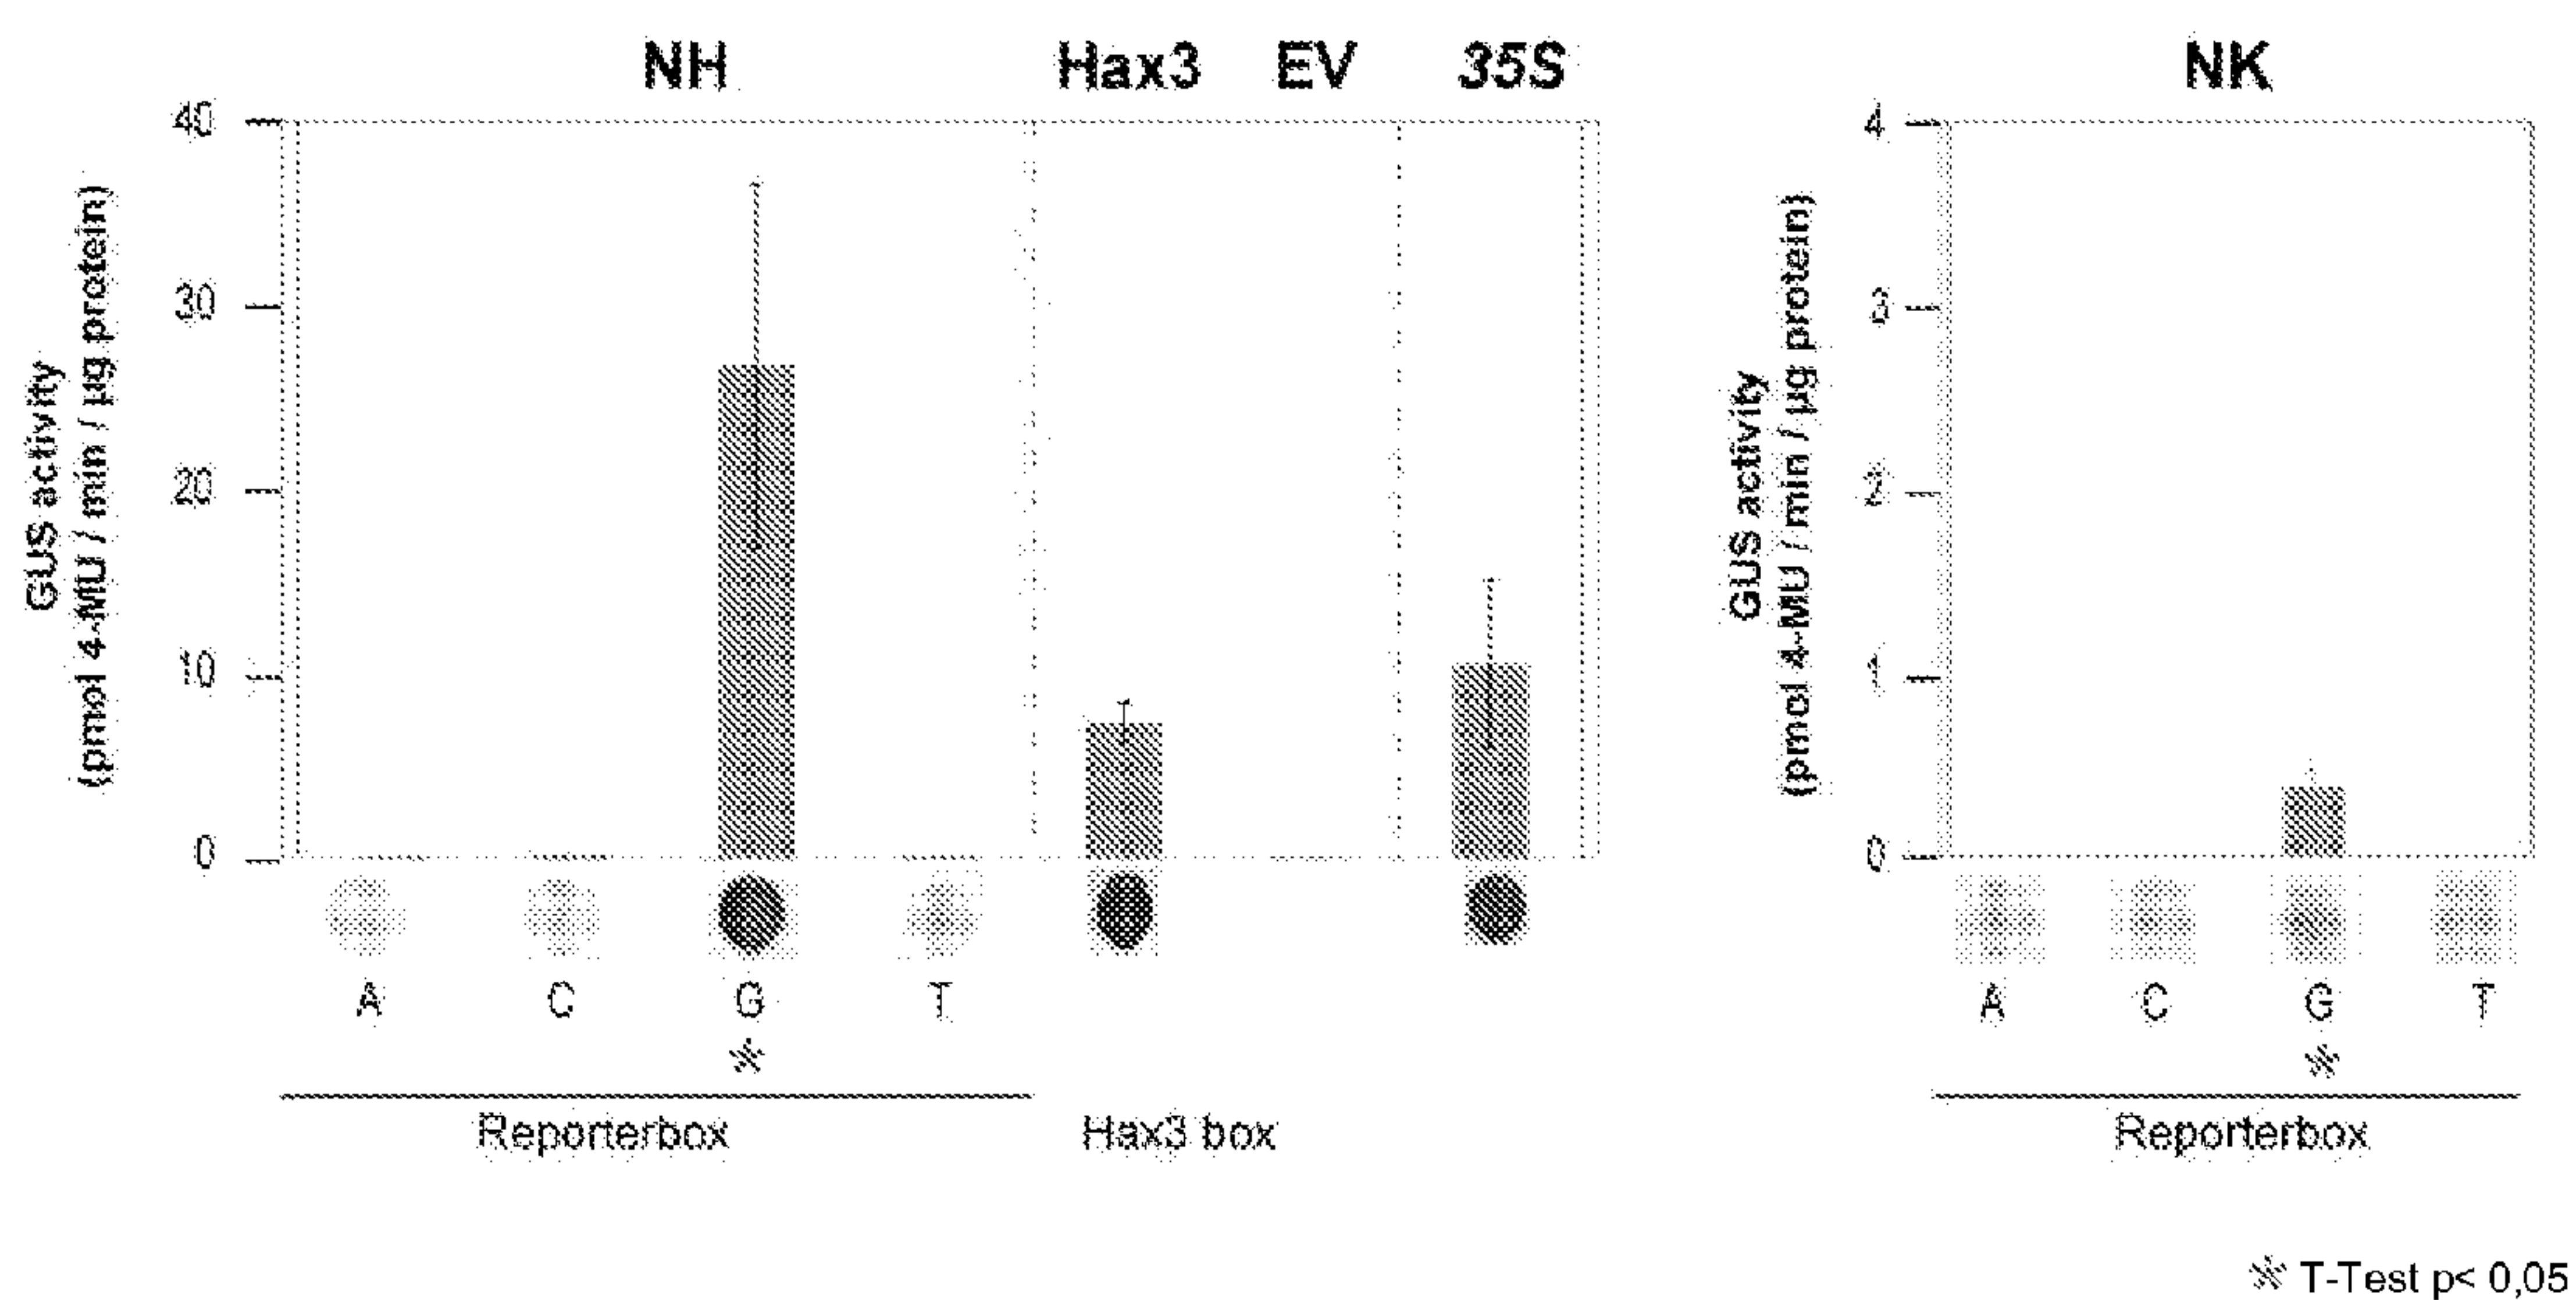 NH Hax3 EV 35S NK
GUS activity
(pmol 4-MU / min / µg protein)
40
30
20
10
0
A C G T
※
Reporterbox Hax3 box
GUS activity
(pmol 4-MU / min / µg protein)
4
3
2
1
0
A C G T
※
Reporterbox
※ T-Test p< 0,05